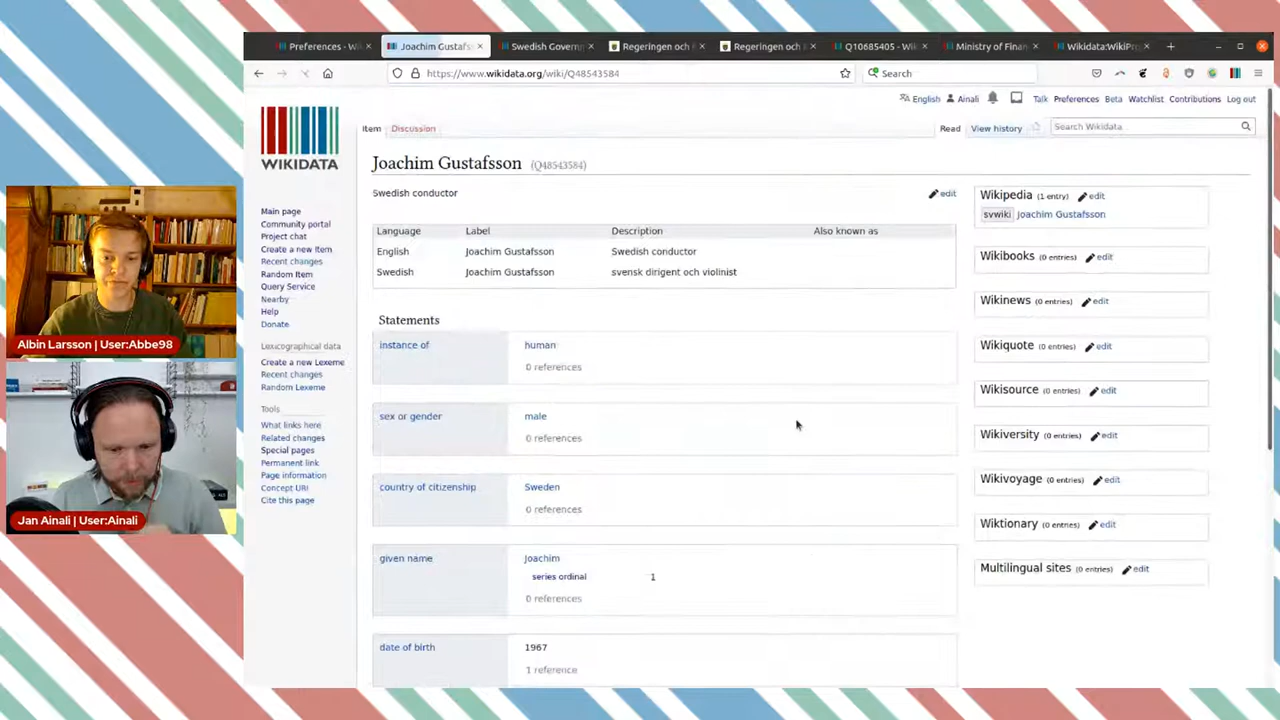 Preferences - Wi
Joachim Gustafs
Swedish Govern
Regeringen och
Regeringen och
Q10685405 - Wik
Ministry of Finan
Wikidata:WikiPr
https://www.wikidata.org/wiki/Q48543584
Search
English
Ainali
Talk
Preferences
Beta
Watchlist
Contributions
Log out
WIKIDATA
Item
Discussion
Read
View history
Search Wikidata
Joachim Gustafsson (Q48543584)
Swedish conductor
edit
Language Label Description Also known as
English Joachim Gustafsson Swedish conductor
Swedish Joachim Gustafsson svensk dirigent och violinist
Statements
instance of
human
0 references
sex or gender
male
0 references
country of citizenship
Sweden
0 references
given name
Joachim
series ordinal 1
0 references
date of birth
1967
1 reference
Main page
Community portal
Project chat
Create a new Item
Recent changes
Random Item
Query Service
Nearby
Help
Donate
Lexicographical data
Create a new Lexeme
Recent changes
Random Lexeme
Tools
What links here
Related changes
Special pages
Permanent link
Page information
Concept URI
Cite this page
Wikipedia (1 entry) edit
svwiki Joachim Gustafsson
Wikibooks (0 entries) edit
Wikinews (0 entries) edit
Wikiquote (0 entries) edit
Wikisource (0 entries) edit
Wikiversity (0 entries) edit
Wikivoyage (0 entries) edit
Wiktionary (0 entries) edit
Multilingual sites (0 entries) edit
Albin Larsson | User:Abbe98
Jan Ainali | User:Ainali